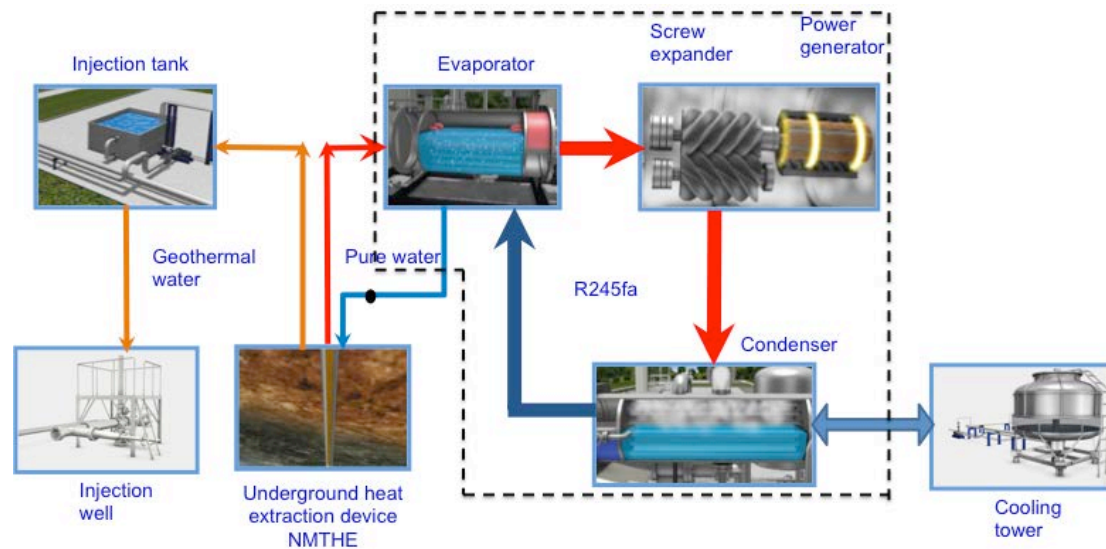 Injection tank
Evaporator
Screw
expander
Power
generator
Geothermal
water
Pure water
R245fa
Condenser
Injection
well
Underground heat
extraction device
NMTHE
Cooling
tower